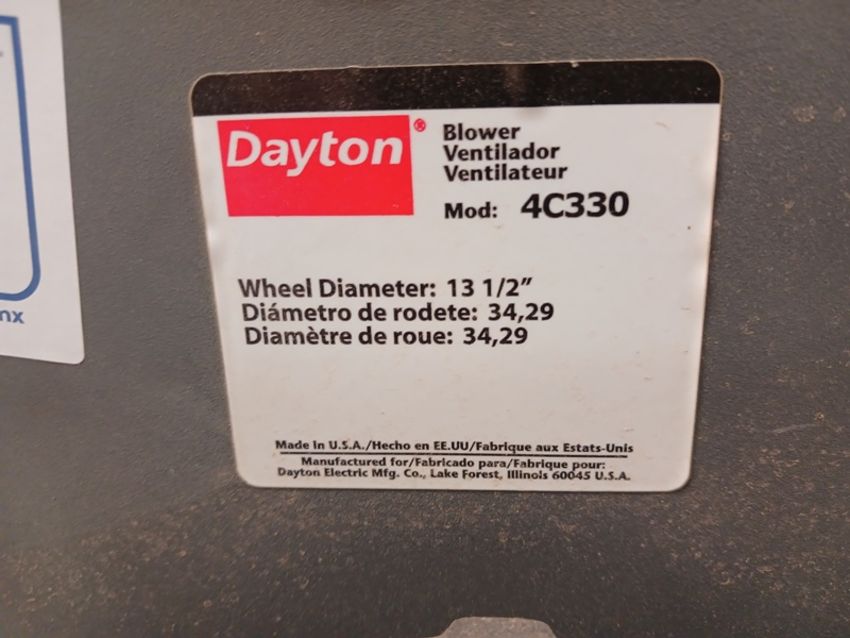 Dayton®
Blower
Ventilador
Ventilateur
Mod: 4C330
Wheel Diameter: 13 1/2"
Diámetro de rodete: 34,29
Diamètre de roue: 34,29
Made in U.S.A./Hecho en EE.UU/Fabrique aux Estats-Unis
Manufactured for/Fabricado para/Fabrique pour:
Dayton Electric Mfg. Co., Lake Forest, Illinois 60045 U.S.A.